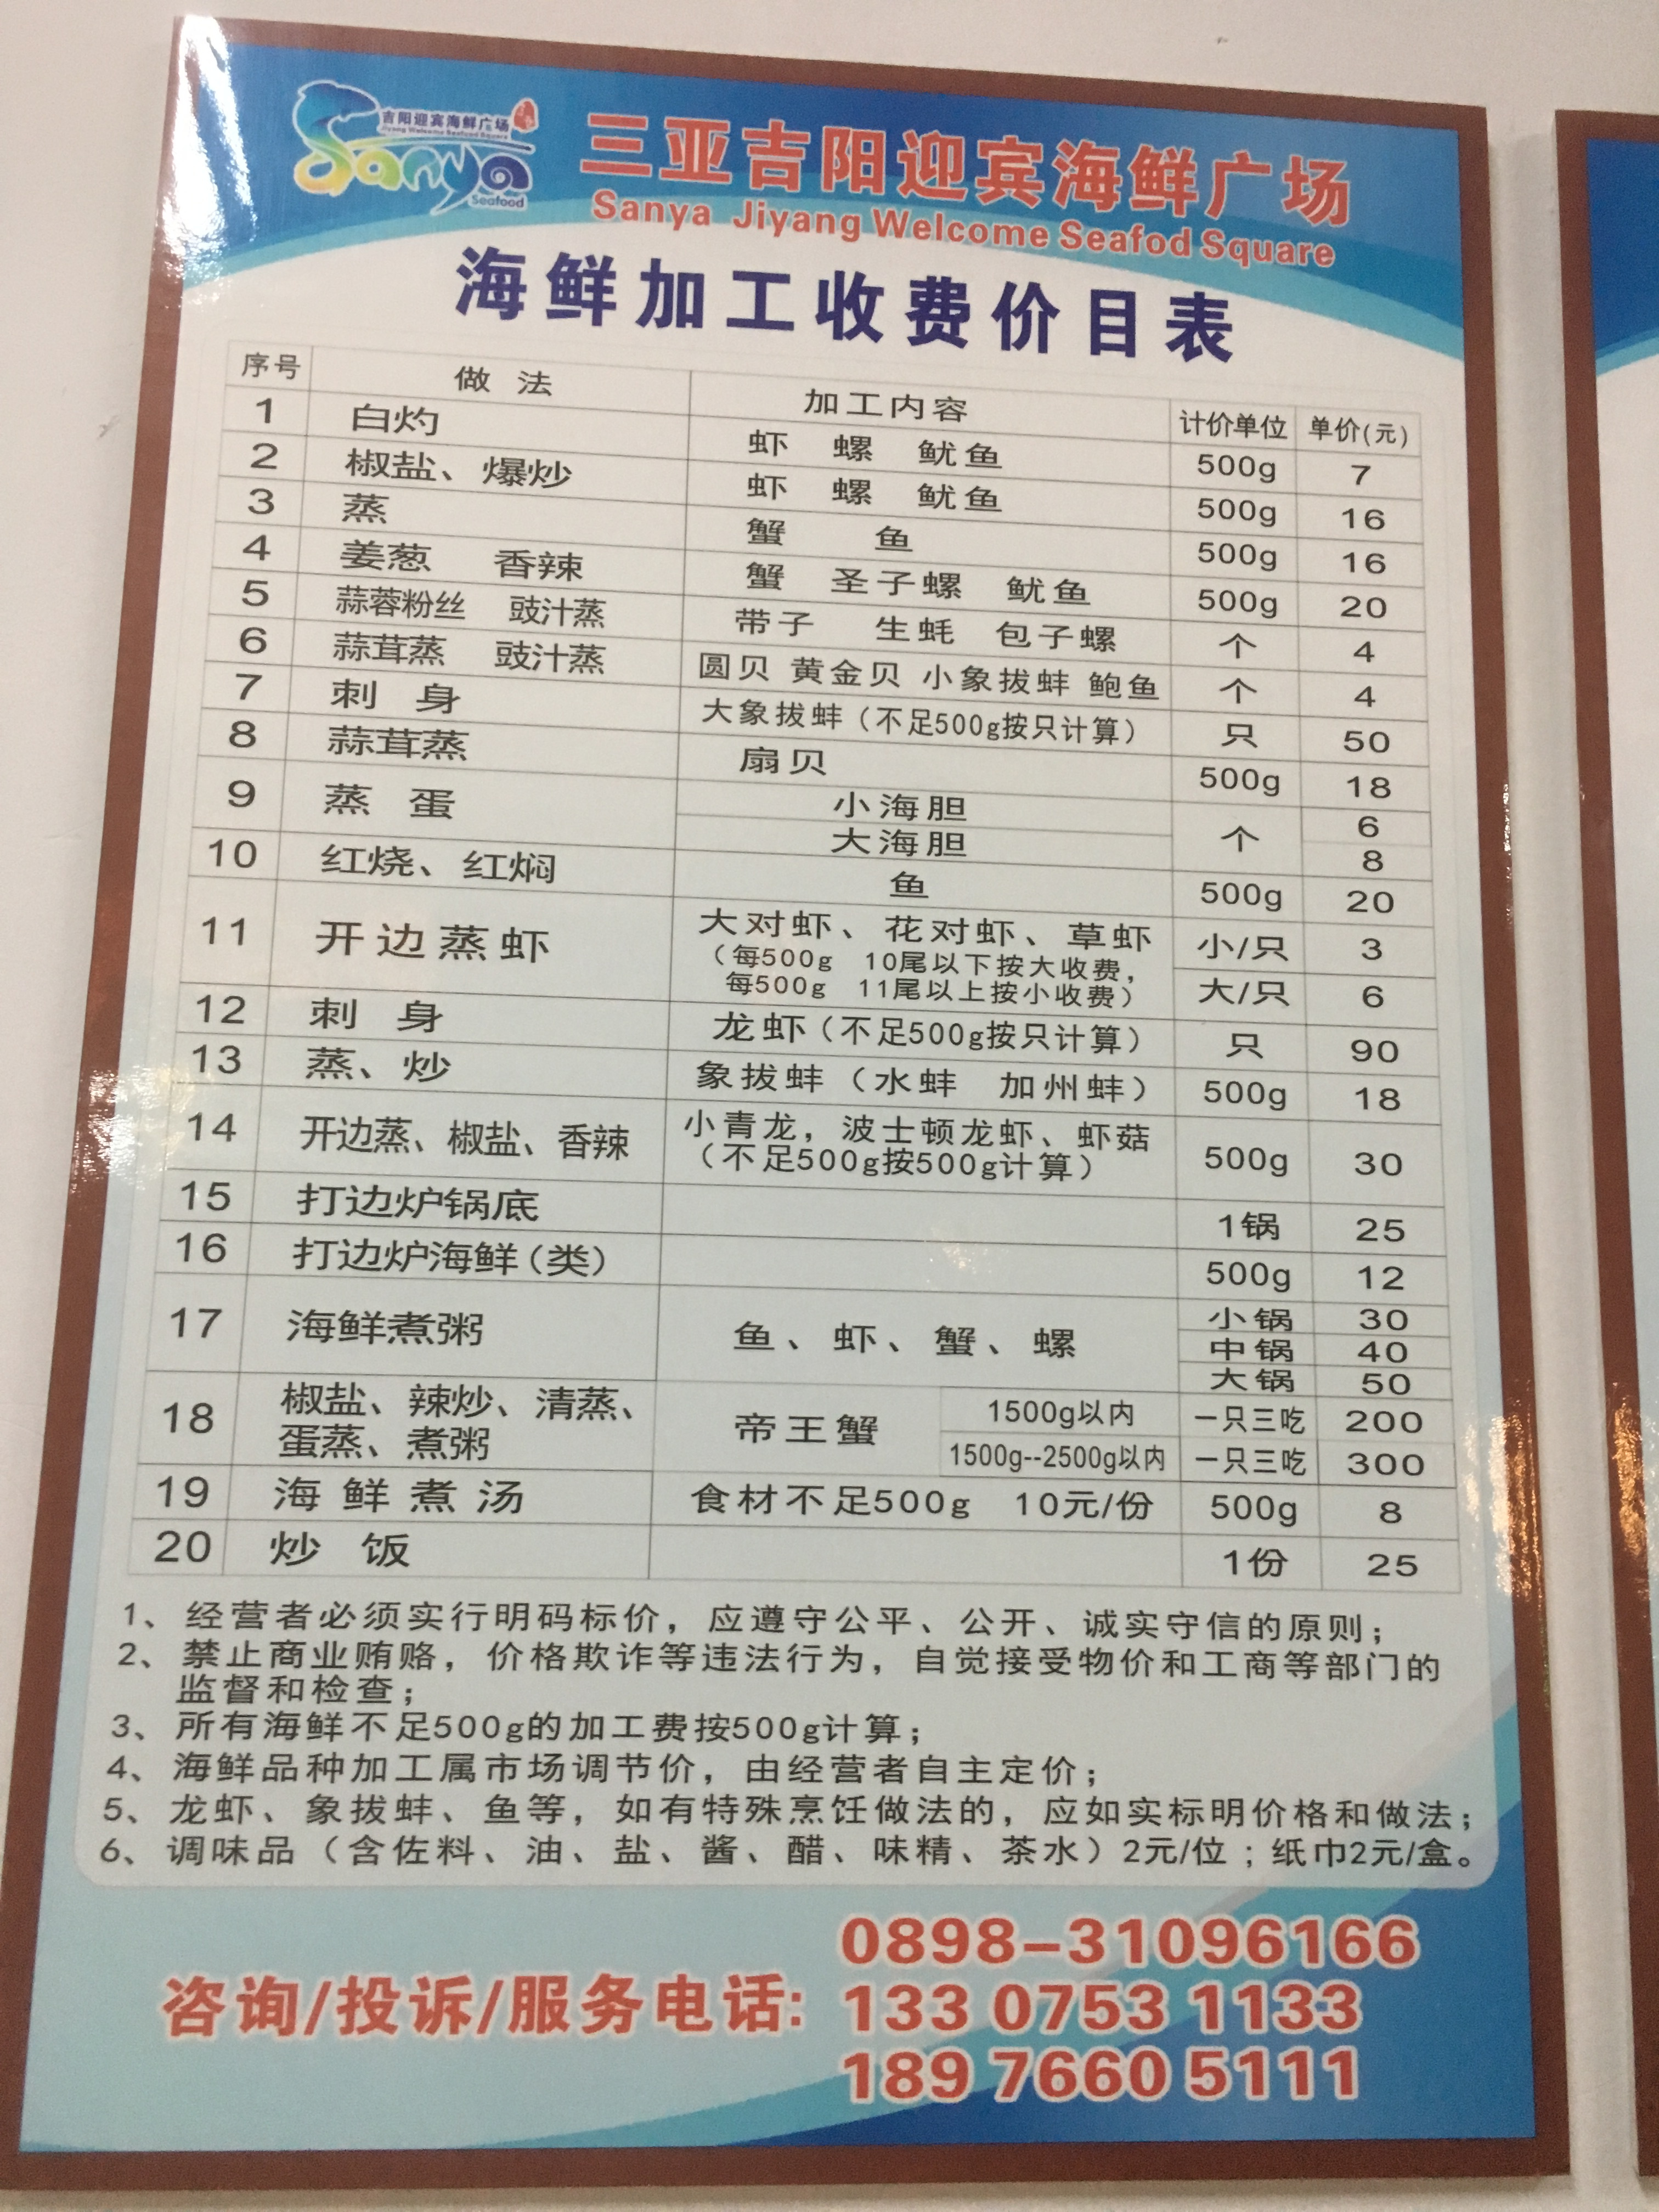 吉阳迎宾海鲜广场
Jiyang Welcome Seafood Square
Sanya
Seafood
三亚吉阳迎宾海鲜广场
Sanya Jiyang Welcome Seafod Square
海鲜加工收费价目表
序号 做法 加工内容 计价单位 单价(元)
1 白灼 虾 螺 鱿鱼 500g 7
2 椒盐、爆炒 虾 螺 鱿鱼 500g 16
3 蒸 蟹 鱼 500g 16
4 姜葱 香辣 蟹 圣子螺 鱿鱼 500g 20
5 蒜蓉粉丝 豉汁蒸 带子 生蚝 包子螺 个 4
6 蒜茸蒸 豉汁蒸 圆贝 黄金贝 小象拔蚌 鲍鱼 个 4
7 刺身 大象拔蚌（不足500g按只计算） 只 50
8 蒜茸蒸 扇贝 500g 18
9 蒸蛋 小海胆 个 6
大海胆 8
10 红烧、红焖 鱼 500g 20
11 开边蒸虾 大对虾、花对虾、草虾 小/只 3
（每500g 10尾以下按大收费，
每500g 11尾以上按小收费） 大/只 6
12 刺身 龙虾（不足500g按只计算） 只 90
13 蒸、炒 象拔蚌（水蚌 加州蚌） 500g 18
14 开边蒸、椒盐、香辣 小青龙，波士顿龙虾、虾菇 500g 30
（不足500g按500g计算）
15 打边炉锅底 1锅 25
16 打边炉海鲜(类) 500g 12
17 海鲜煮粥 鱼、虾、蟹、螺 小锅 30
中锅 40
大锅 50
18 椒盐、辣炒、清蒸、 帝王蟹 1500g以内 一只三吃 200
蛋蒸、煮粥 1500g--2500g以内 一只三吃 300
19 海鲜煮汤 食材不足500g 10元/份 500g 8
20 炒饭 1份 25
1、经营者必须实行明码标价，应遵守公平、公开、诚实守信的原则；
2、禁止商业贿赂，价格欺诈等违法行为，自觉接受物价和工商等部门的
监督和检查；
3、所有海鲜不足500g的加工费按500g计算；
4、海鲜品种加工属市场调节价，由经营者自主定价；
5、龙虾、象拔蚌、鱼等，如有特殊烹饪做法的，应如实标明价格和做法；
6、调味品（含佐料、油、盐、酱、醋、味精、茶水）2元/位；纸巾2元/盒。
咨询/投诉/服务电话:
0898-31096166
133 0753 1133
189 7660 5111